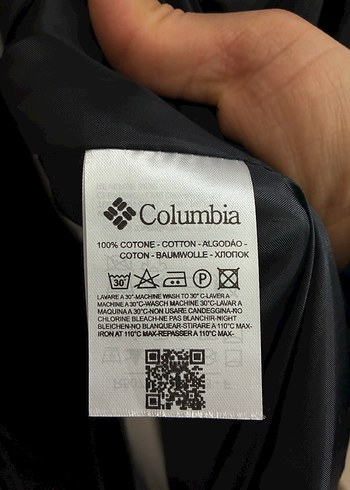 Columbia
100% COTONE - COTTON - ALGODÃO -
COTON - BAUMWOLLE - ХЛОПОК
30°
P
LAVARE A 30°-MACHINE WASH TO 30°C-LAVER A
MACHINE A 30°C-WASCH MACHINE 30°C-LAVAR A
MAQUINA A 30°C-NON USARE CANDEGGINA-NO
CHLORINE BLEACH-NE PAS BLANCHIR-NIGHT
BLEICHEN-NO BLANQUEAR-STIRARE A 110°C MAX-
IRON AT 110°C MAX-REPASSER A 110°C MAX-